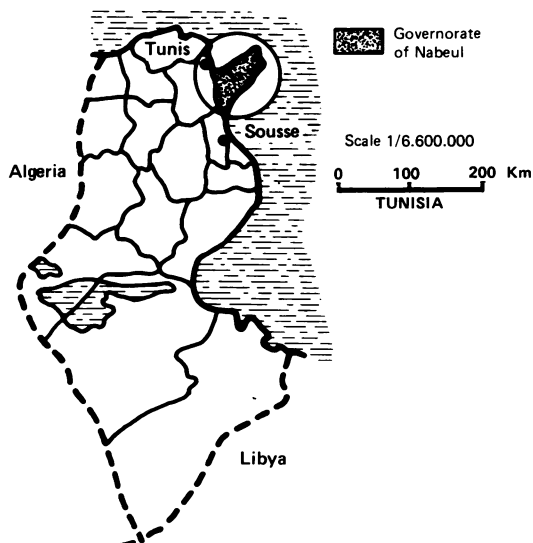 Tunis
Governorate
of Nabeul
Sousse
Scale 1/6.600.000
Algeria
0 100 200 Km
TUNISIA
Libya